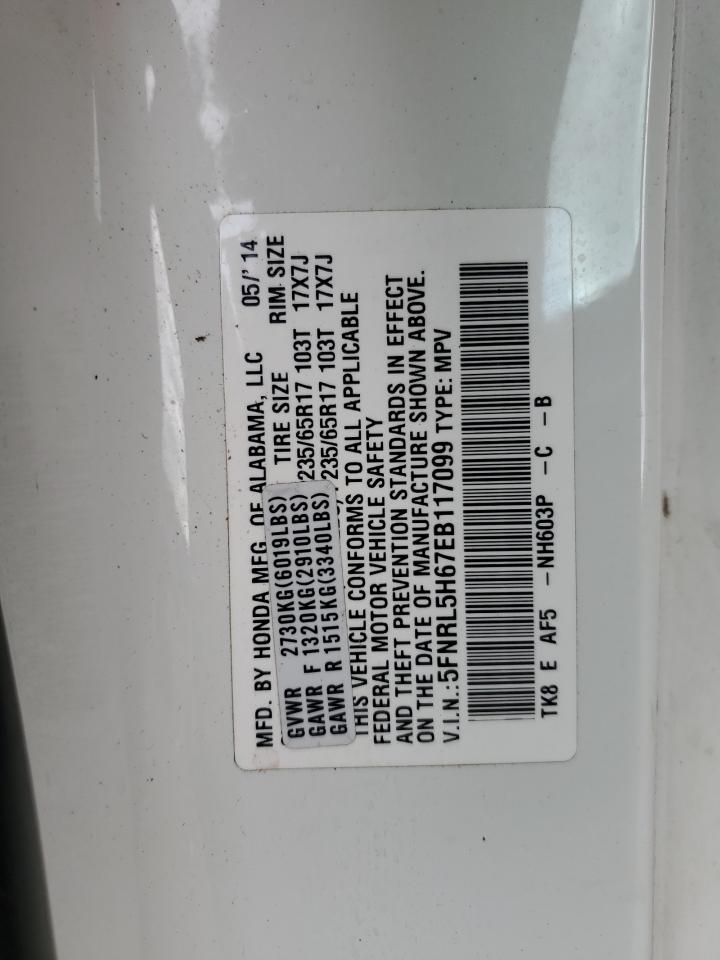 MFD. BY HONDA MFG. OF ALABAMA, LLC 05/'14
TIRE SIZE RIM SIZE
GVWR 2730KG(6019LBS)
GAWR F 1320KG(2910LBS) 235/65R17 103T 17X7J
GAWR R 1515KG(3340LBS) 235/65R17 103T 17X7J
THIS VEHICLE CONFORMS TO ALL APPLICABLE
FEDERAL MOTOR VEHICLE SAFETY
AND THEFT PREVENTION STANDARDS IN EFFECT
ON THE DATE OF MANUFACTURE SHOWN ABOVE.
V.I.N.: 5FNRL5H67EB117099 TYPE: MPV
TK8 E AF5 -NH603P -C -B